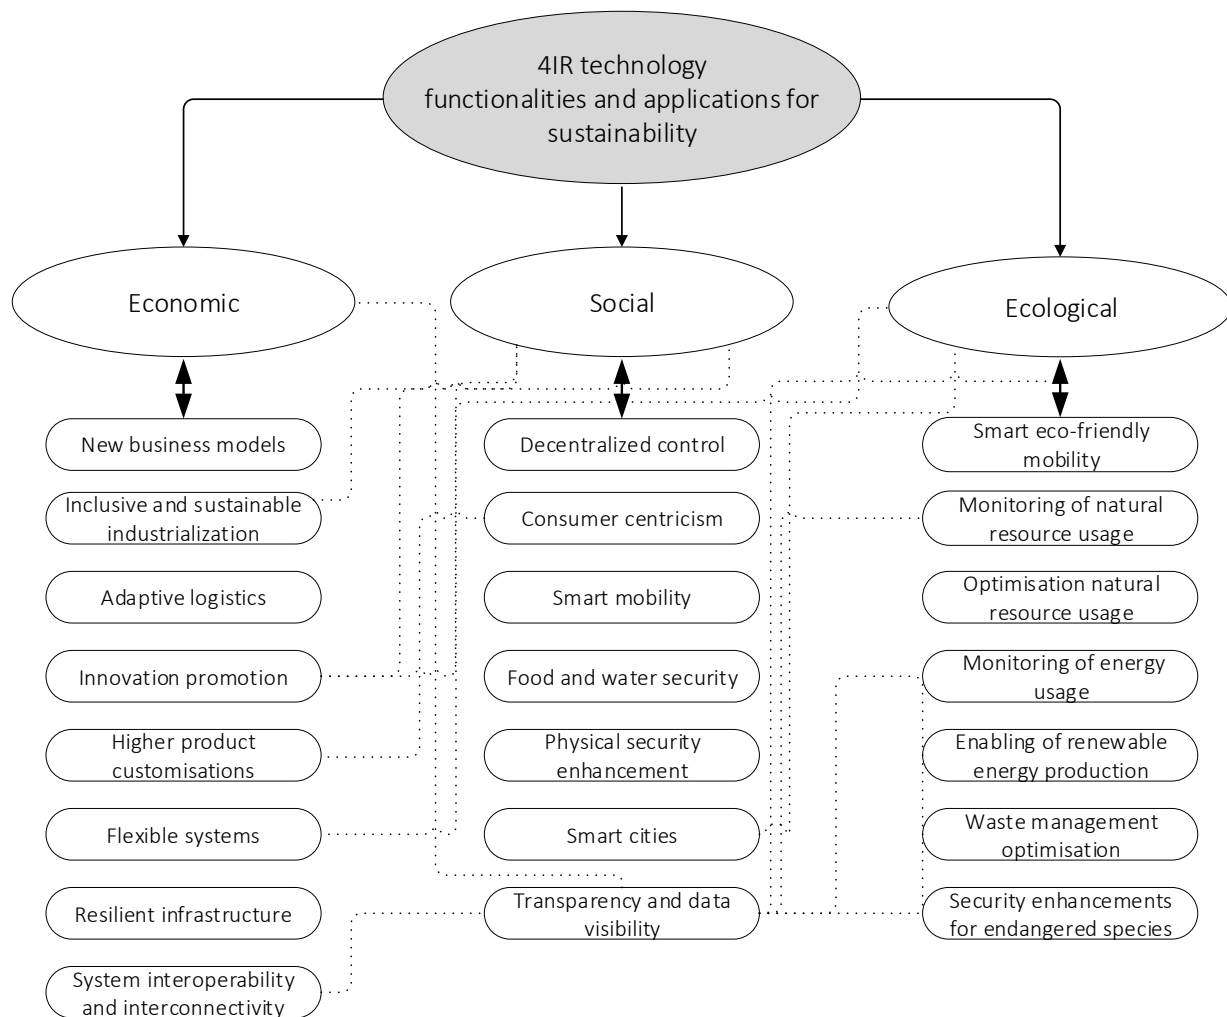 4IR technology
functionalities and applications for
sustainability
Economic
Social
Ecological
New business models
Inclusive and sustainable
industrialization
Adaptive logistics
Innovation promotion
Higher product
customisations
Flexible systems
Resilient infrastructure
System interoperability
and interconnectivity
Decentralized control
Consumer centricism
Smart mobility
Food and water security
Physical security
enhancement
Smart cities
Transparency and data
visibility
Smart eco-friendly
mobility
Monitoring of natural
resource usage
Optimisation natural
resource usage
Monitoring of energy
usage
Enabling of renewable
energy production
Waste management
optimisation
Security enhancements
for endangered species